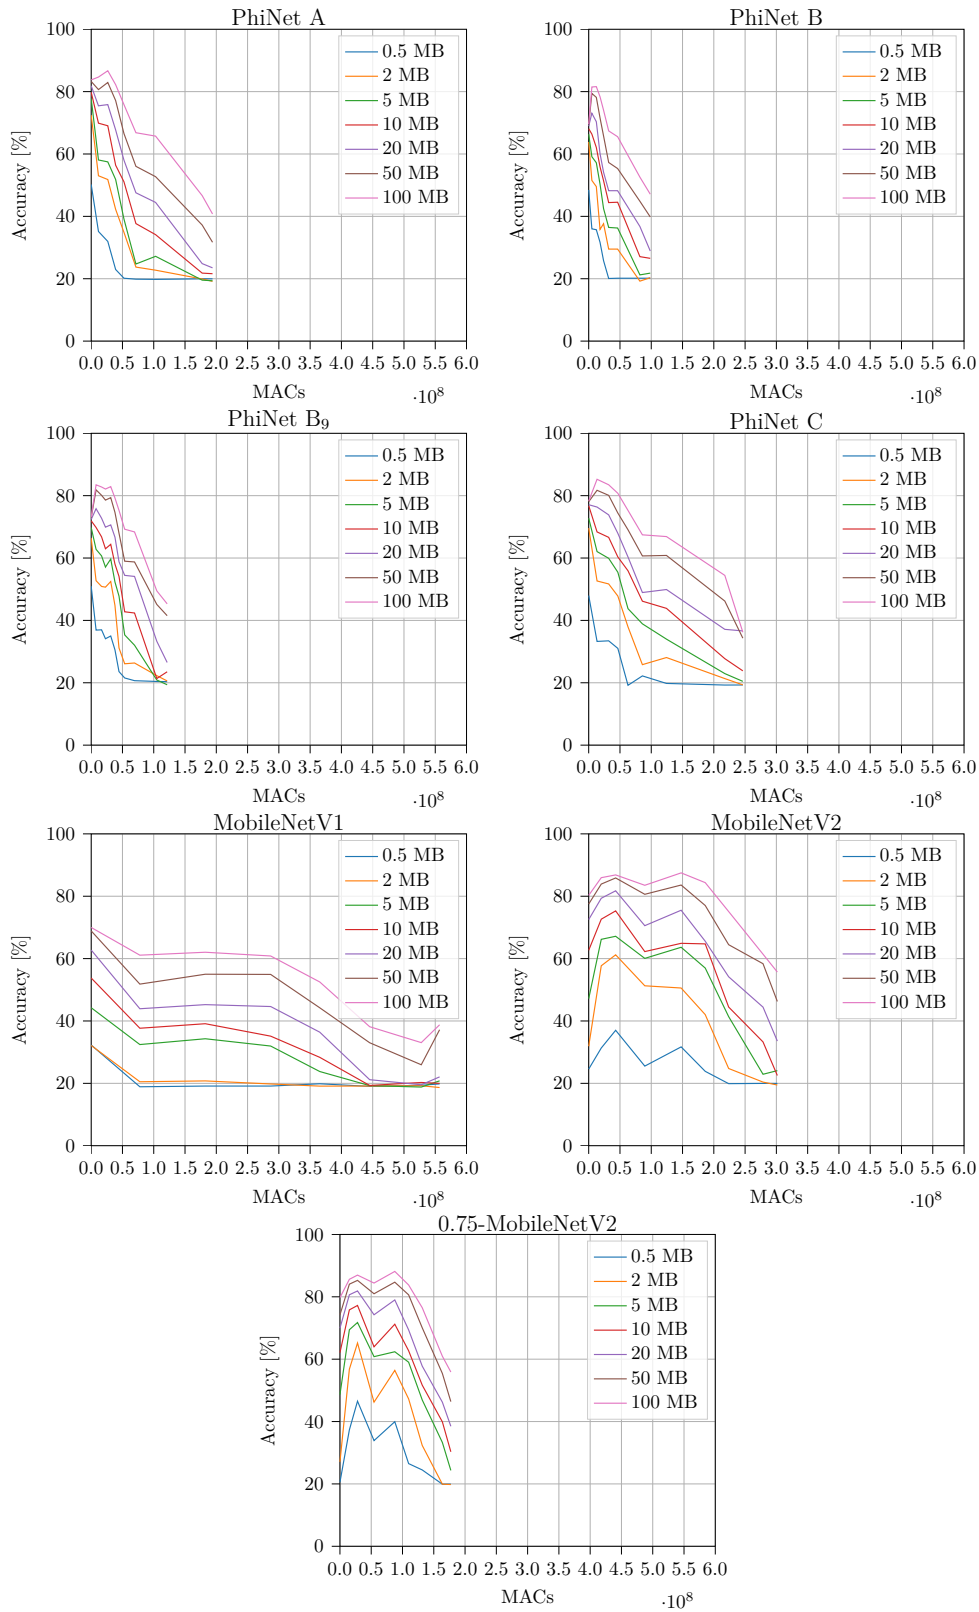 PhiNet A
100
80
60
40
20
0
Accuracy [%]
0.5 MB
2 MB
5 MB
10 MB
20 MB
50 MB
100 MB
0.0 0.5 1.0 1.5 2.0 2.5 3.0 3.5 4.0 4.5 5.0 5.5 6.0
MACs
·10⁸
PhiNet B
100
80
60
40
20
0
Accuracy [%]
0.5 MB
2 MB
5 MB
10 MB
20 MB
50 MB
100 MB
0.0 0.5 1.0 1.5 2.0 2.5 3.0 3.5 4.0 4.5 5.0 5.5 6.0
MACs
·10⁸
PhiNet B₉
100
80
60
40
20
0
Accuracy [%]
0.5 MB
2 MB
5 MB
10 MB
20 MB
50 MB
100 MB
0.0 0.5 1.0 1.5 2.0 2.5 3.0 3.5 4.0 4.5 5.0 5.5 6.0
MACs
·10⁸
PhiNet C
100
80
60
40
20
0
Accuracy [%]
0.5 MB
2 MB
5 MB
10 MB
20 MB
50 MB
100 MB
0.0 0.5 1.0 1.5 2.0 2.5 3.0 3.5 4.0 4.5 5.0 5.5 6.0
MACs
·10⁸
MobileNetV1
100
80
60
40
20
0
Accuracy [%]
0.5 MB
2 MB
5 MB
10 MB
20 MB
50 MB
100 MB
0.0 0.5 1.0 1.5 2.0 2.5 3.0 3.5 4.0 4.5 5.0 5.5 6.0
MACs
·10⁸
MobileNetV2
100
80
60
40
20
0
Accuracy [%]
0.5 MB
2 MB
5 MB
10 MB
20 MB
50 MB
100 MB
0.0 0.5 1.0 1.5 2.0 2.5 3.0 3.5 4.0 4.5 5.0 5.5 6.0
MACs
·10⁸
0.75-MobileNetV2
100
80
60
40
20
0
Accuracy [%]
0.5 MB
2 MB
5 MB
10 MB
20 MB
50 MB
100 MB
0.0 0.5 1.0 1.5 2.0 2.5 3.0 3.5 4.0 4.5 5.0 5.5 6.0
MACs
·10⁸